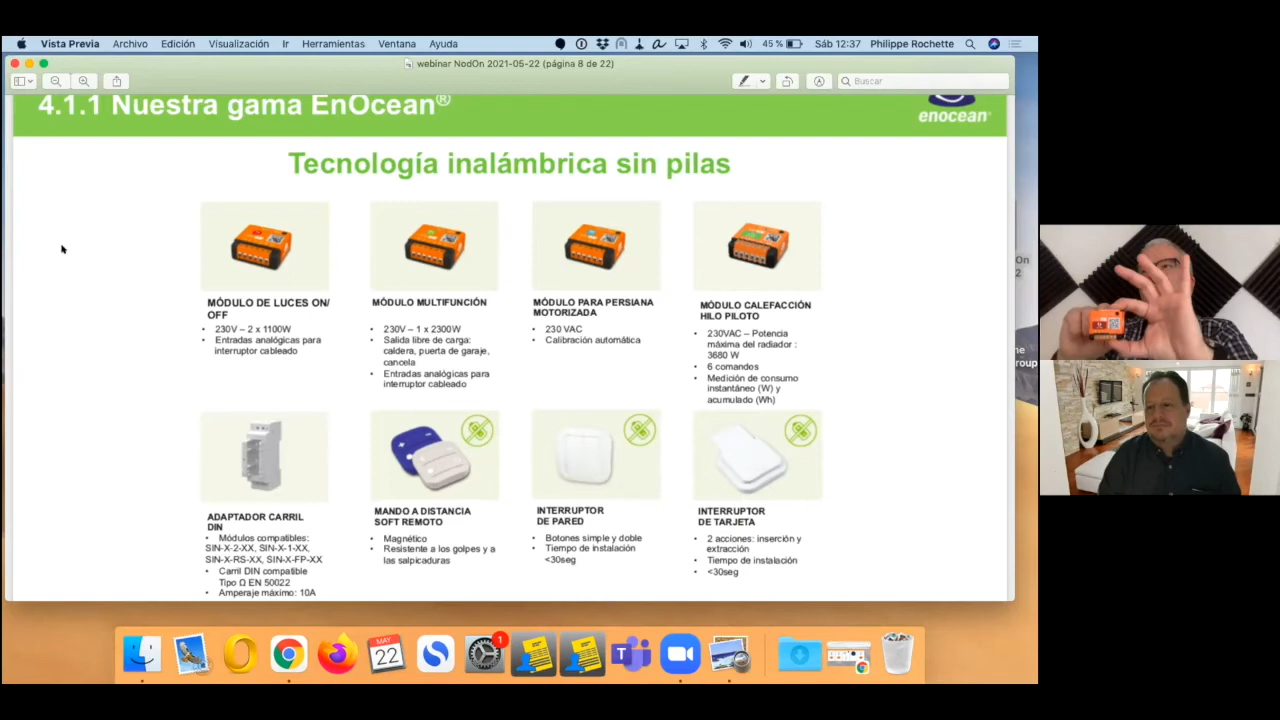 Vista Previa Archivo Edición Visualización Ir Herramientas Ventana Ayuda
45 % Sáb 12:37 Philippe Rochette
webinar NodOn 2021-05-22 (página 8 de 22)
Buscar
4.1.1 Nuestra gama EnOcean®
enocean®
Tecnología inalámbrica sin pilas
MÓDULO DE LUCES ON/
OFF
• 230V – 2 x 1100W
• Entradas analógicas para
interruptor cableado
MÓDULO MULTIFUNCIÓN
• 230V – 1 x 2300W
• Salida libre de carga:
caldera, puerta de garaje,
cancela
• Entradas analógicas para
interruptor cableado
MÓDULO PARA PERSIANA
MOTORIZADA
• 230 VAC
• Calibración automática
MÓDULO CALEFACCIÓN
HILO PILOTO
• 230VAC – Potencia
máxima del radiador :
3680 W
• 6 comandos
• Medición de consumo
instantáneo (W) y
acumulado (Wh)
ADAPTADOR CARRIL
DIN
• Módulos compatibles:
SIN-X-2-XX, SIN-X-1-XX,
SIN-X-RS-XX, SIN-X-FP-XX
• Carril DIN compatible
Tipo Ω EN 50022
• Amperaje máximo: 10A
MANDO A DISTANCIA
SOFT REMOTO
• Magnético
• Resistente a los golpes y a
las salpicaduras
INTERRUPTOR
DE PARED
• Botones simple y doble
• Tiempo de instalación
<30seg
INTERRUPTOR
DE TARJETA
• 2 acciones: inserción y
extracción
• Tiempo de instalación
• <30seg
On
2
ne
roup
MAY
22
1